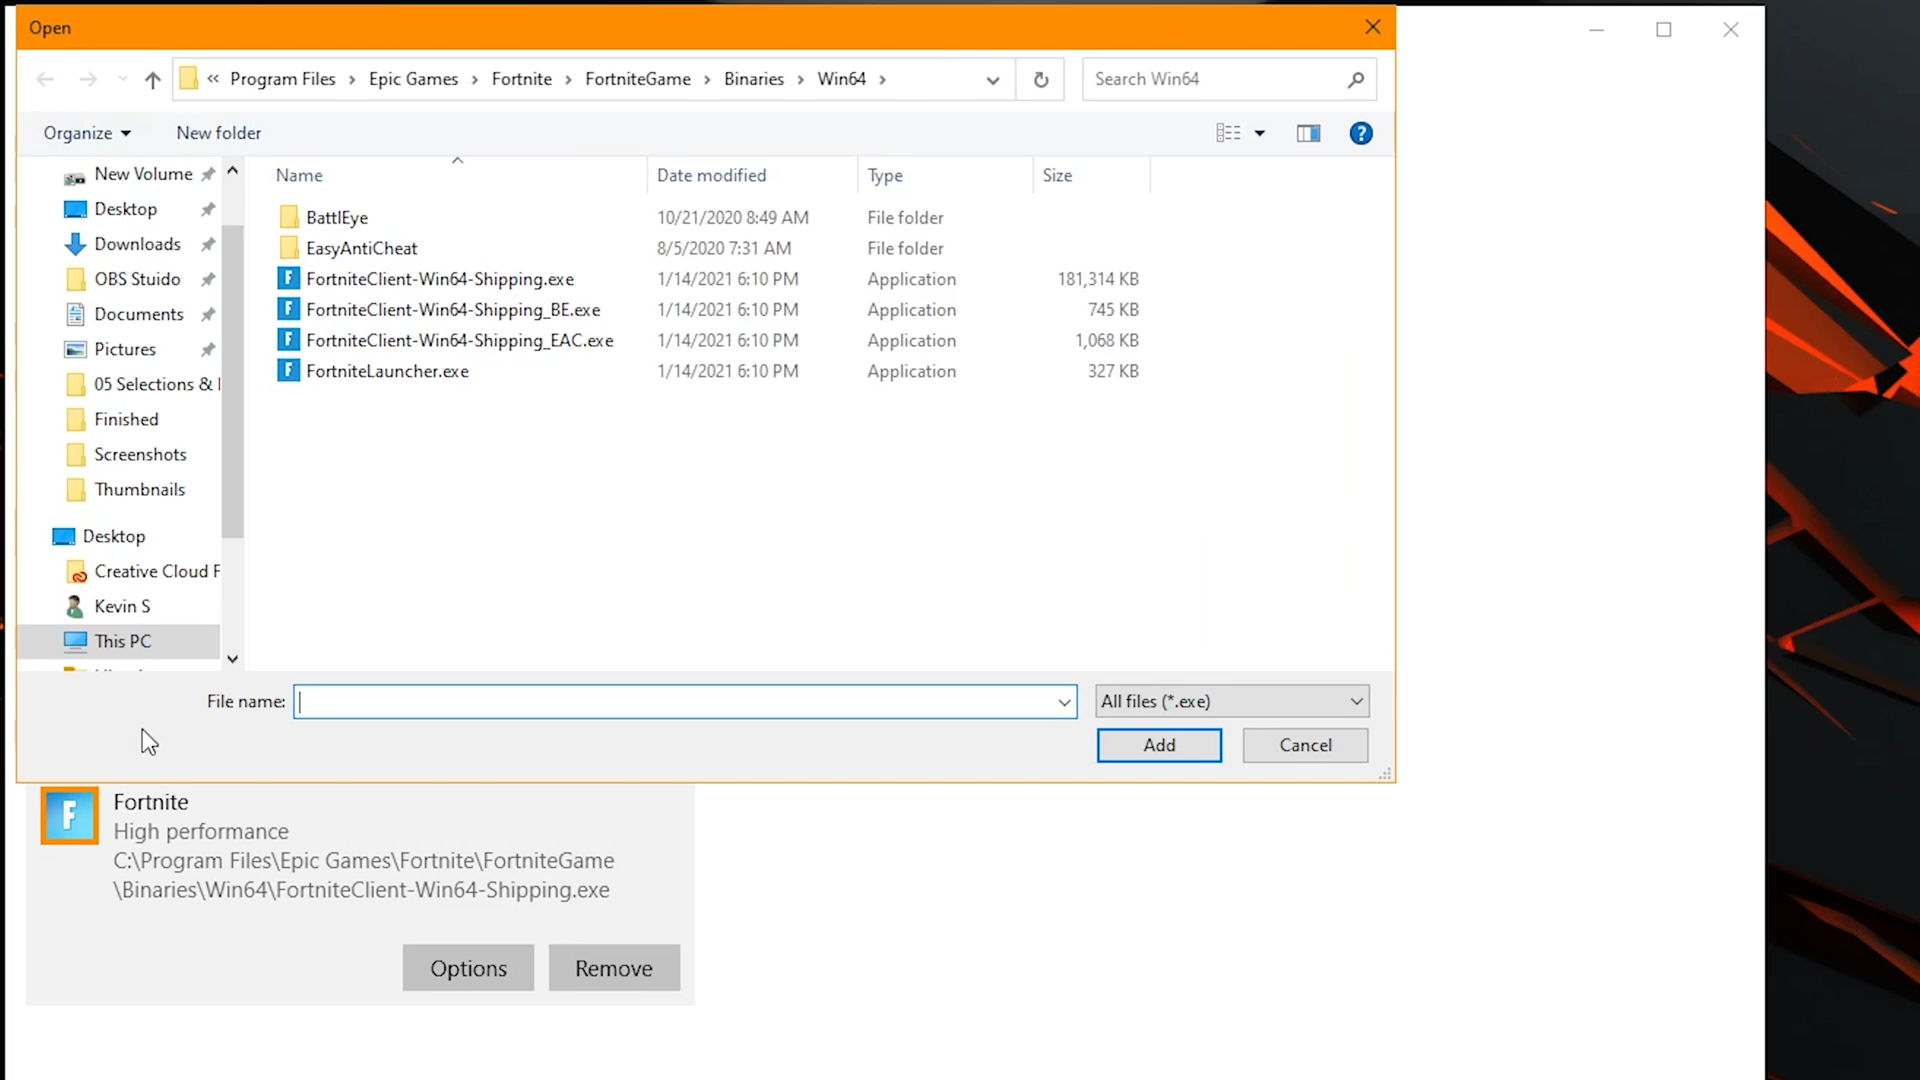 Open
« Program Files › Epic Games › Fortnite › FortniteGame › Binaries › Win64 ›
Search Win64
Organize
New folder
New Volume
Desktop
Downloads
OBS Stuido
Documents
Pictures
05 Selections &
Finished
Screenshots
Thumbnails
Desktop
Creative Cloud F
Kevin S
This PC
Name Date modified Type Size
BattlEye 10/21/2020 8:49 AM File folder
EasyAntiCheat 8/5/2020 7:31 AM File folder
F FortniteClient-Win64-Shipping.exe 1/14/2021 6:10 PM Application 181,314 KB
F FortniteClient-Win64-Shipping_BE.exe 1/14/2021 6:10 PM Application 745 KB
F FortniteClient-Win64-Shipping_EAC.exe 1/14/2021 6:10 PM Application 1,068 KB
F FortniteLauncher.exe 1/14/2021 6:10 PM Application 327 KB
File name:
All files (*.exe)
Add
Cancel
F
Fortnite
High performance
C:\Program Files\Epic Games\Fortnite\FortniteGame
\Binaries\Win64\FortniteClient-Win64-Shipping.exe
Options
Remove